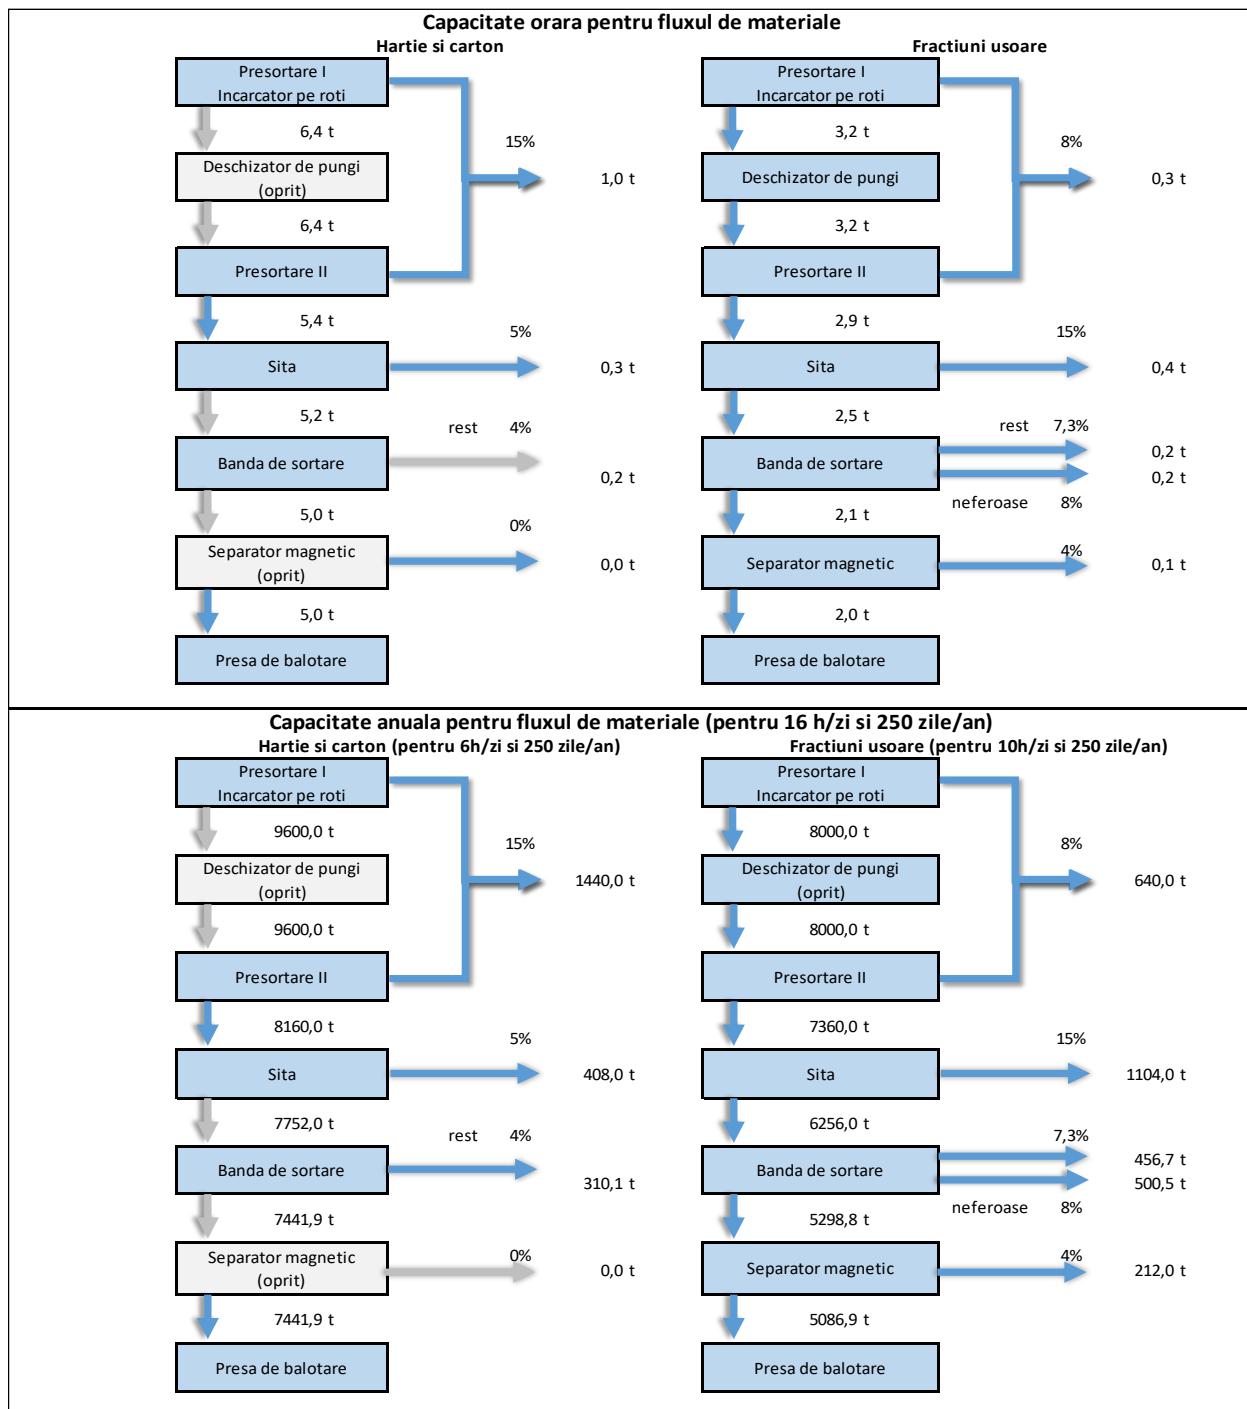 Capacitate orara pentru fluxul de materiale
Hartie si carton
Presortare I
Incarcator pe roti
6,4 t
15%
Deschizator de pungi
(oprit)
1,0 t
6,4 t
Presortare II
5,4 t
5%
Sita
0,3 t
5,2 t
rest 4%
Banda de sortare
0,2 t
5,0 t
0%
Separator magnetic
(oprit)
0,0 t
5,0 t
Presa de balotare
Fractiuni usoare
Presortare I
Incarcator pe roti
3,2 t
8%
Deschizator de pungi
0,3 t
3,2 t
Presortare II
2,9 t
15%
Sita
0,4 t
2,5 t
rest 7,3%
Banda de sortare
0,2 t
0,2 t
neferoase 8%
2,1 t
4%
Separator magnetic
0,1 t
2,0 t
Presa de balotare
Capacitate anuala pentru fluxul de materiale (pentru 16 h/zi si 250 zile/an)
Hartie si carton (pentru 6h/zi si 250 zile/an)
Presortare I
Incarcator pe roti
9600,0 t
15%
Deschizator de pungi
(oprit)
1440,0 t
9600,0 t
Presortare II
8160,0 t
5%
Sita
408,0 t
7752,0 t
rest 4%
Banda de sortare
310,1 t
7441,9 t
0%
Separator magnetic
(oprit)
0,0 t
7441,9 t
Presa de balotare
Fractiuni usoare (pentru 10h/zi si 250 zile/an)
Presortare I
Incarcator pe roti
8000,0 t
8%
Deschizator de pungi
(oprit)
640,0 t
8000,0 t
Presortare II
7360,0 t
15%
Sita
1104,0 t
6256,0 t
7,3%
Banda de sortare
456,7 t
500,5 t
neferoase 8%
5298,8 t
4%
Separator magnetic
212,0 t
5086,9 t
Presa de balotare